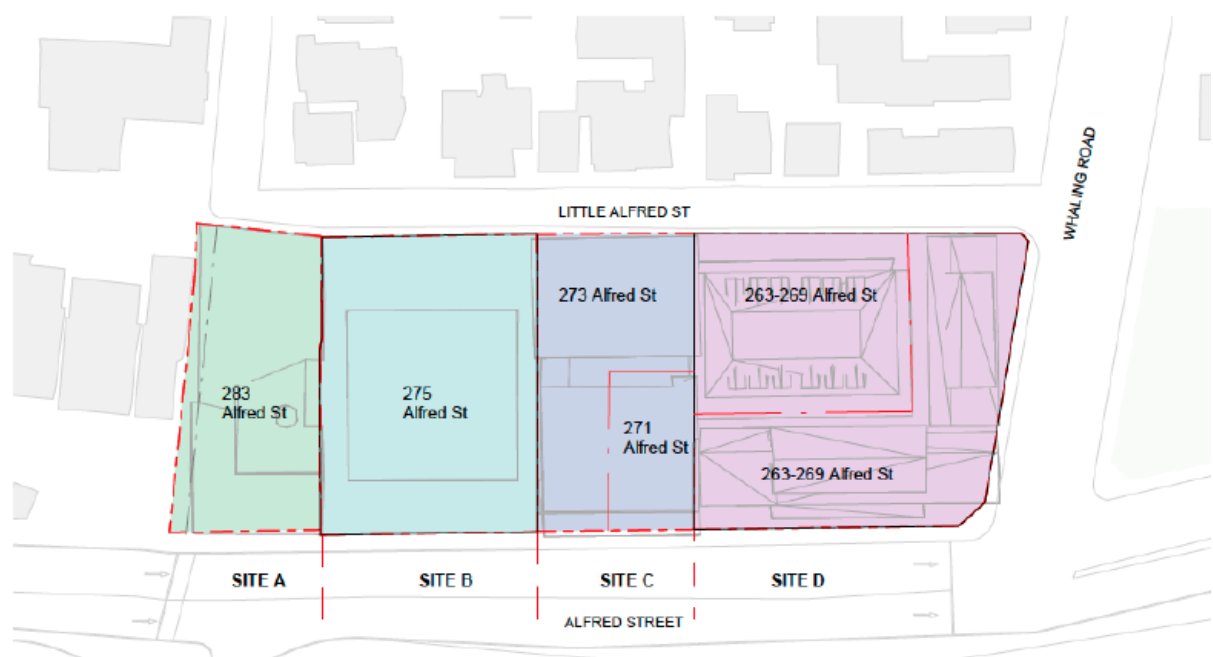 WHALING ROAD
LITTLE ALFRED ST
273 Alfred St
263-269 Alfred St
283
Alfred St
275
Alfred St
271
Alfred St
263-269 Alfred St
SITE A
SITE B
SITE C
SITE D
ALFRED STREET